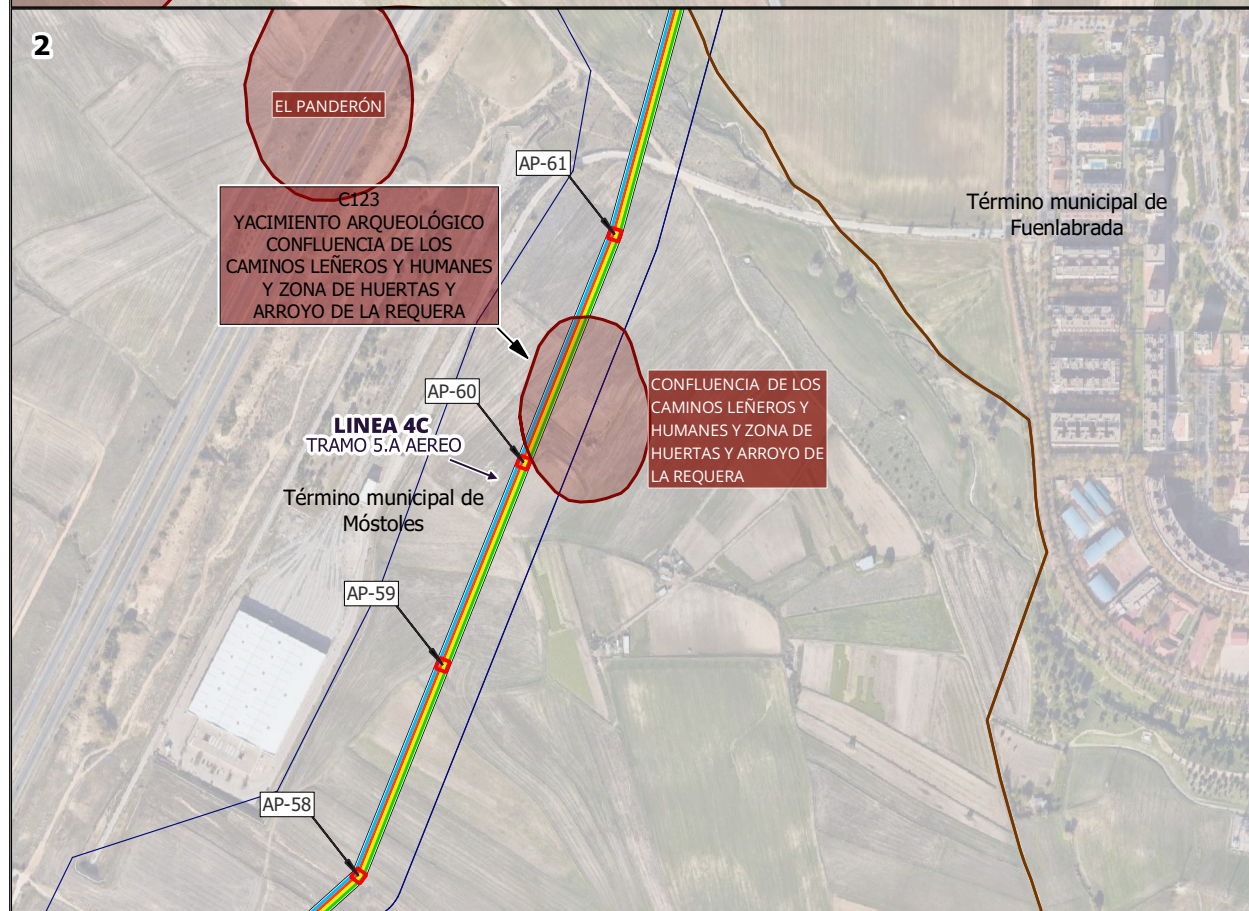 2
EL PANDERÓN
AP-61
C123
YACIMIENTO ARQUEOLÓGICO
CONFLUENCIA DE LOS
CAMINOS LEÑEROS Y HUMANES
Y ZONA DE HUERTAS Y
ARROYO DE LA REQUERA
Término municipal de
Fuenlabrada
AP-60
CONFLUENCIA DE LOS
CAMINOS LEÑEROS Y
HUMANES Y ZONA DE
HUERTAS Y ARROYO DE
LA REQUERA
LINEA 4C
TRAMO 5.A AEREO
Término municipal de
Móstoles
AP-59
AP-58